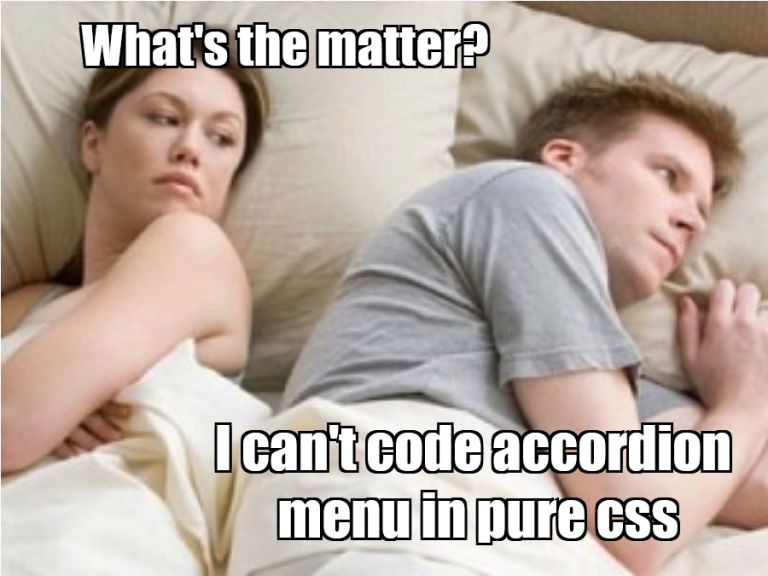 What's the matter?
I can't code accordion
menu in pure css